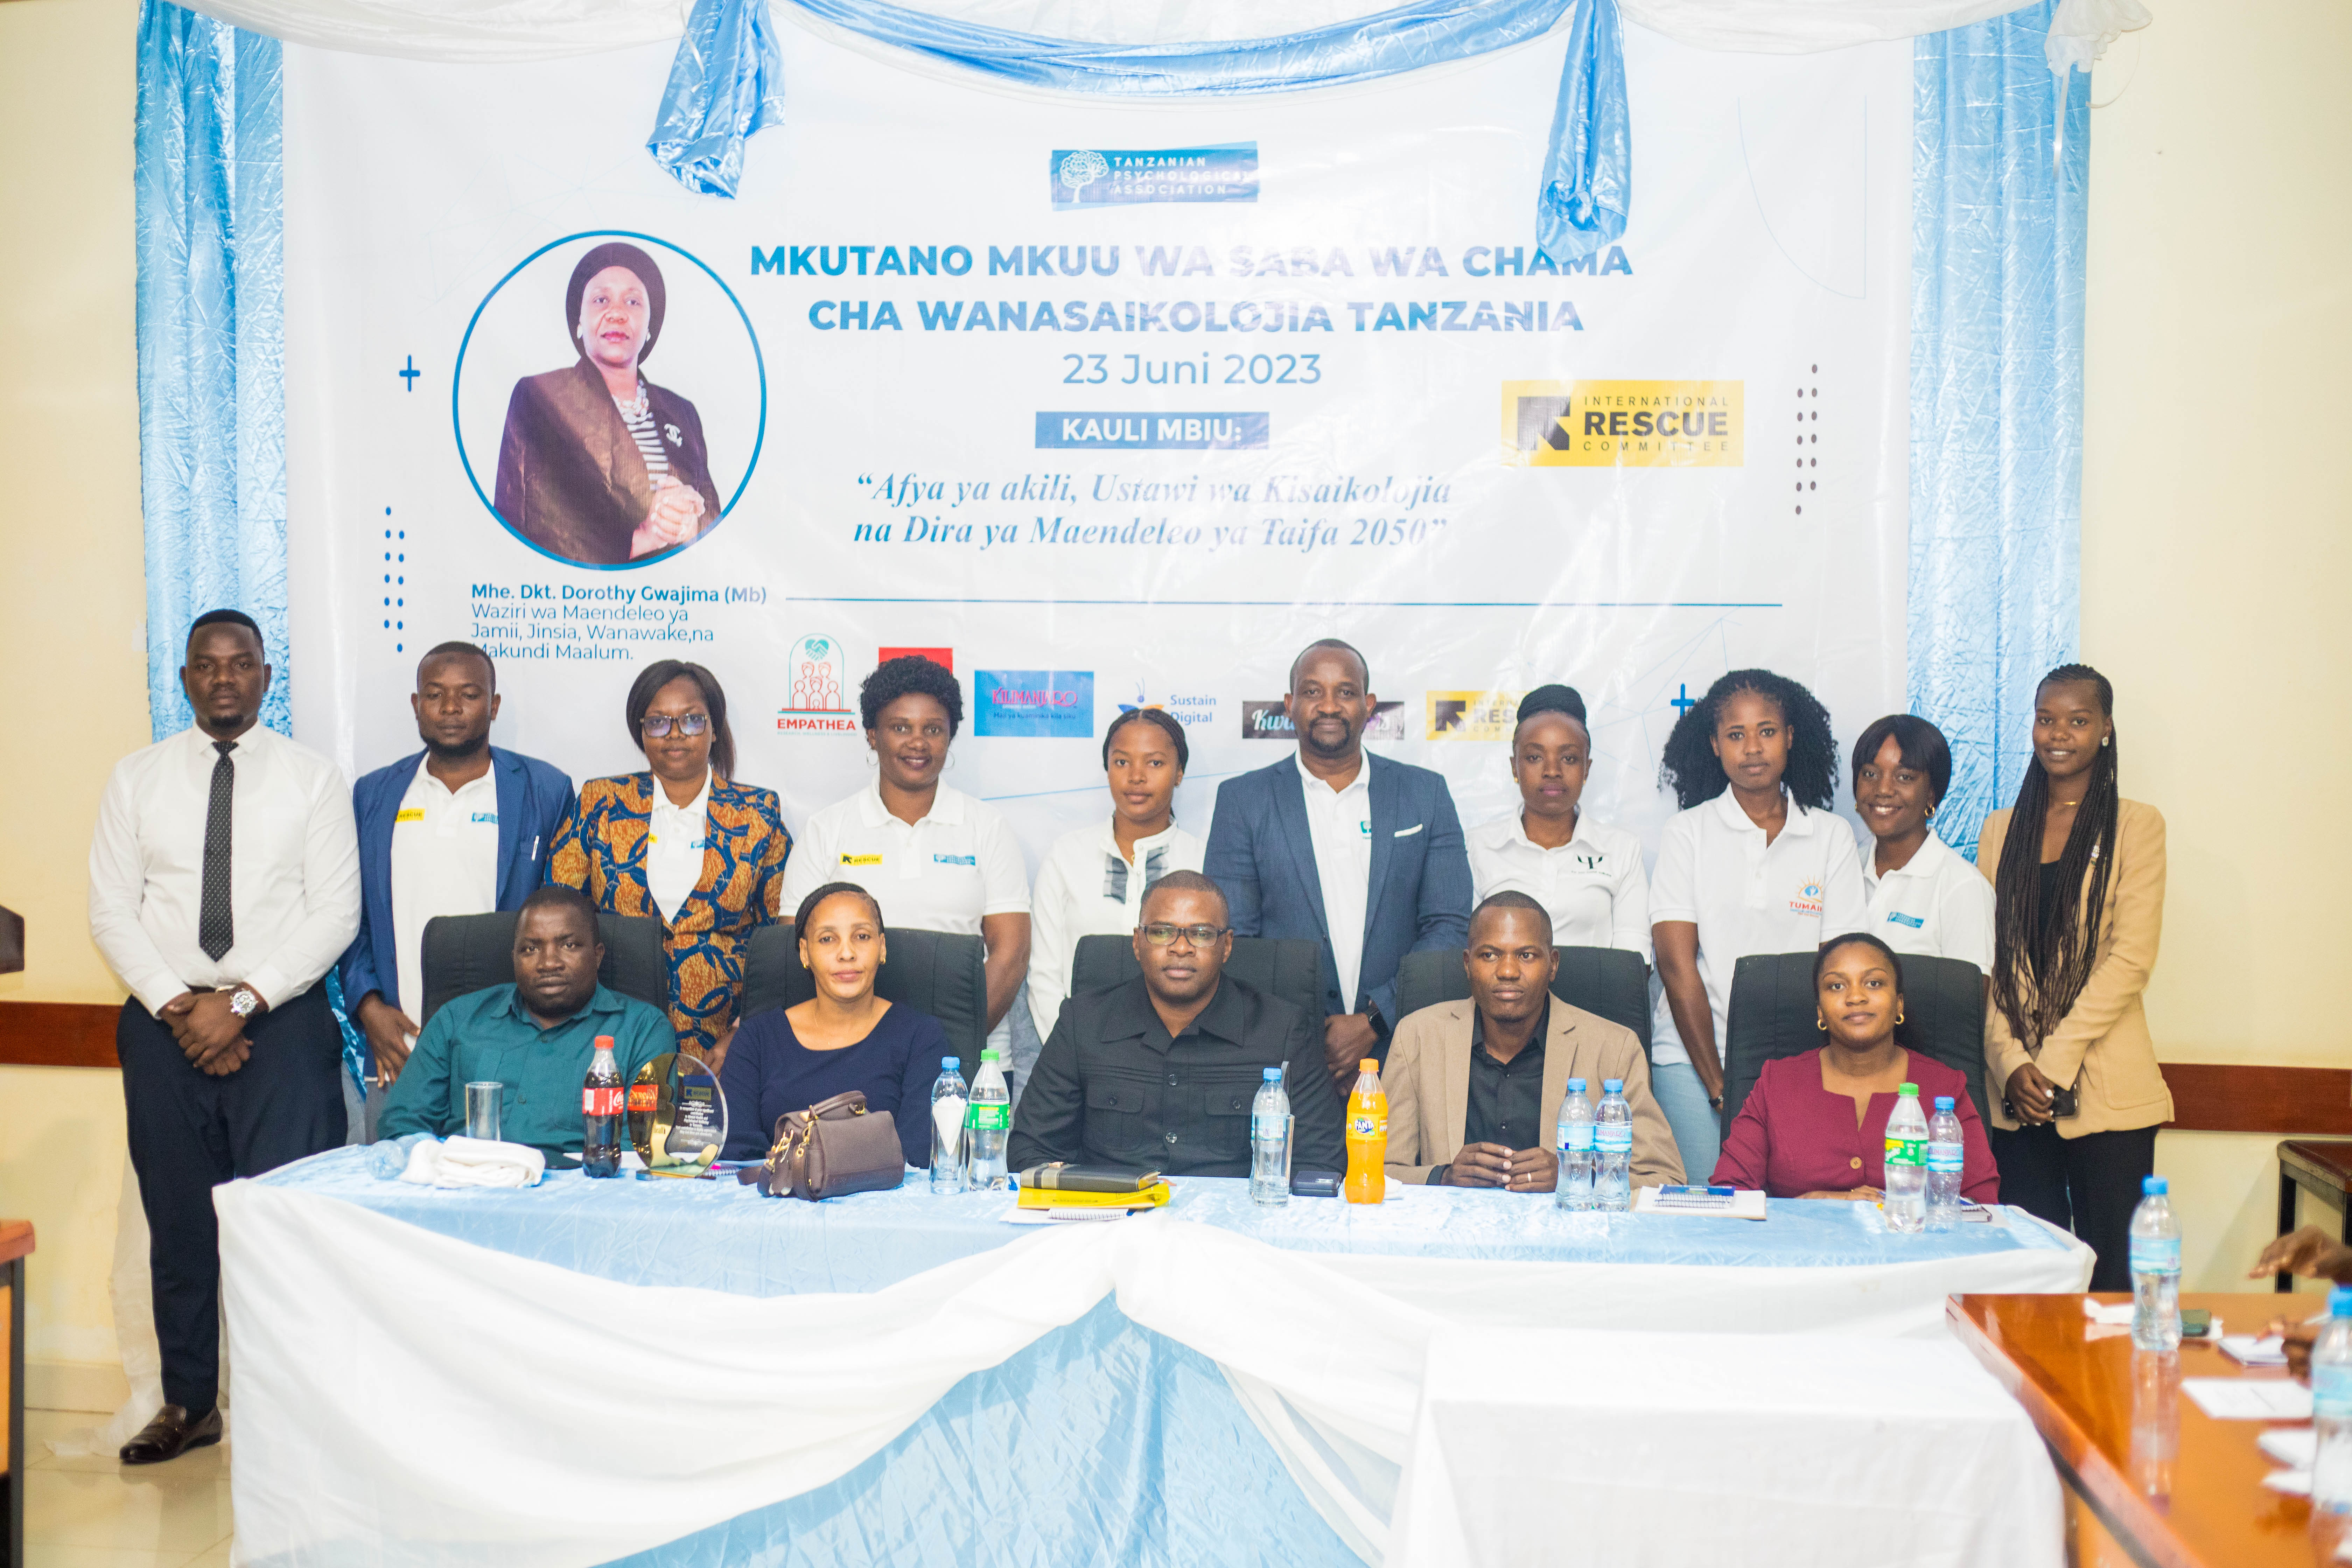 TANZANIAN
PSYCHOLOGICAL
ASSOCIATION
MKUTANO MKUU WA SABA WA CHAMA
CHA WANASAIKOLOJIA TANZANIA
23 Juni 2023
KAULI MBIU:
INTERNATIONAL
RESCUE
COMMITTEE
“Afya ya akili, Ustawi wa Kisaikolojia
na Dira ya Maendeleo ya Taifa 2050”
Mhe. Dkt. Dorothy Gwajima (Mb)
Waziri wa Maendeleo ya
Jamii, Jinsia, Wanawake,na
Makundi Maalum.
EMPATHEA
KILIMANJARO
Sustain
Digital
RESCUE
RESCUE